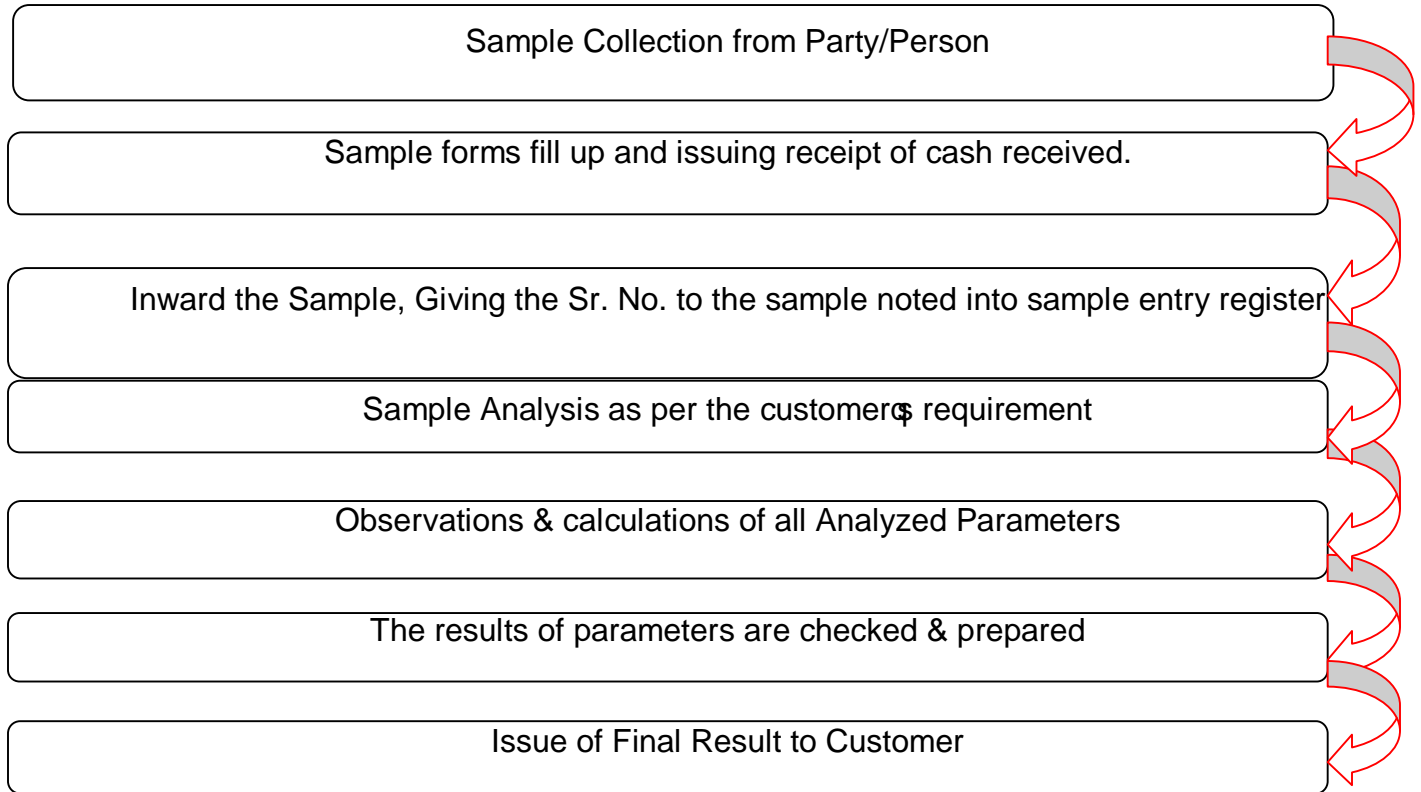 Sample Collection from Party/Person
Sample forms fill up and issuing receipt of cash received.
Inward the Sample, Giving the Sr. No. to the sample noted into sample entry register
Sample Analysis as per the customerqs requirement
Observations & calculations of all Analyzed Parameters
The results of parameters are checked & prepared
Issue of Final Result to Customer